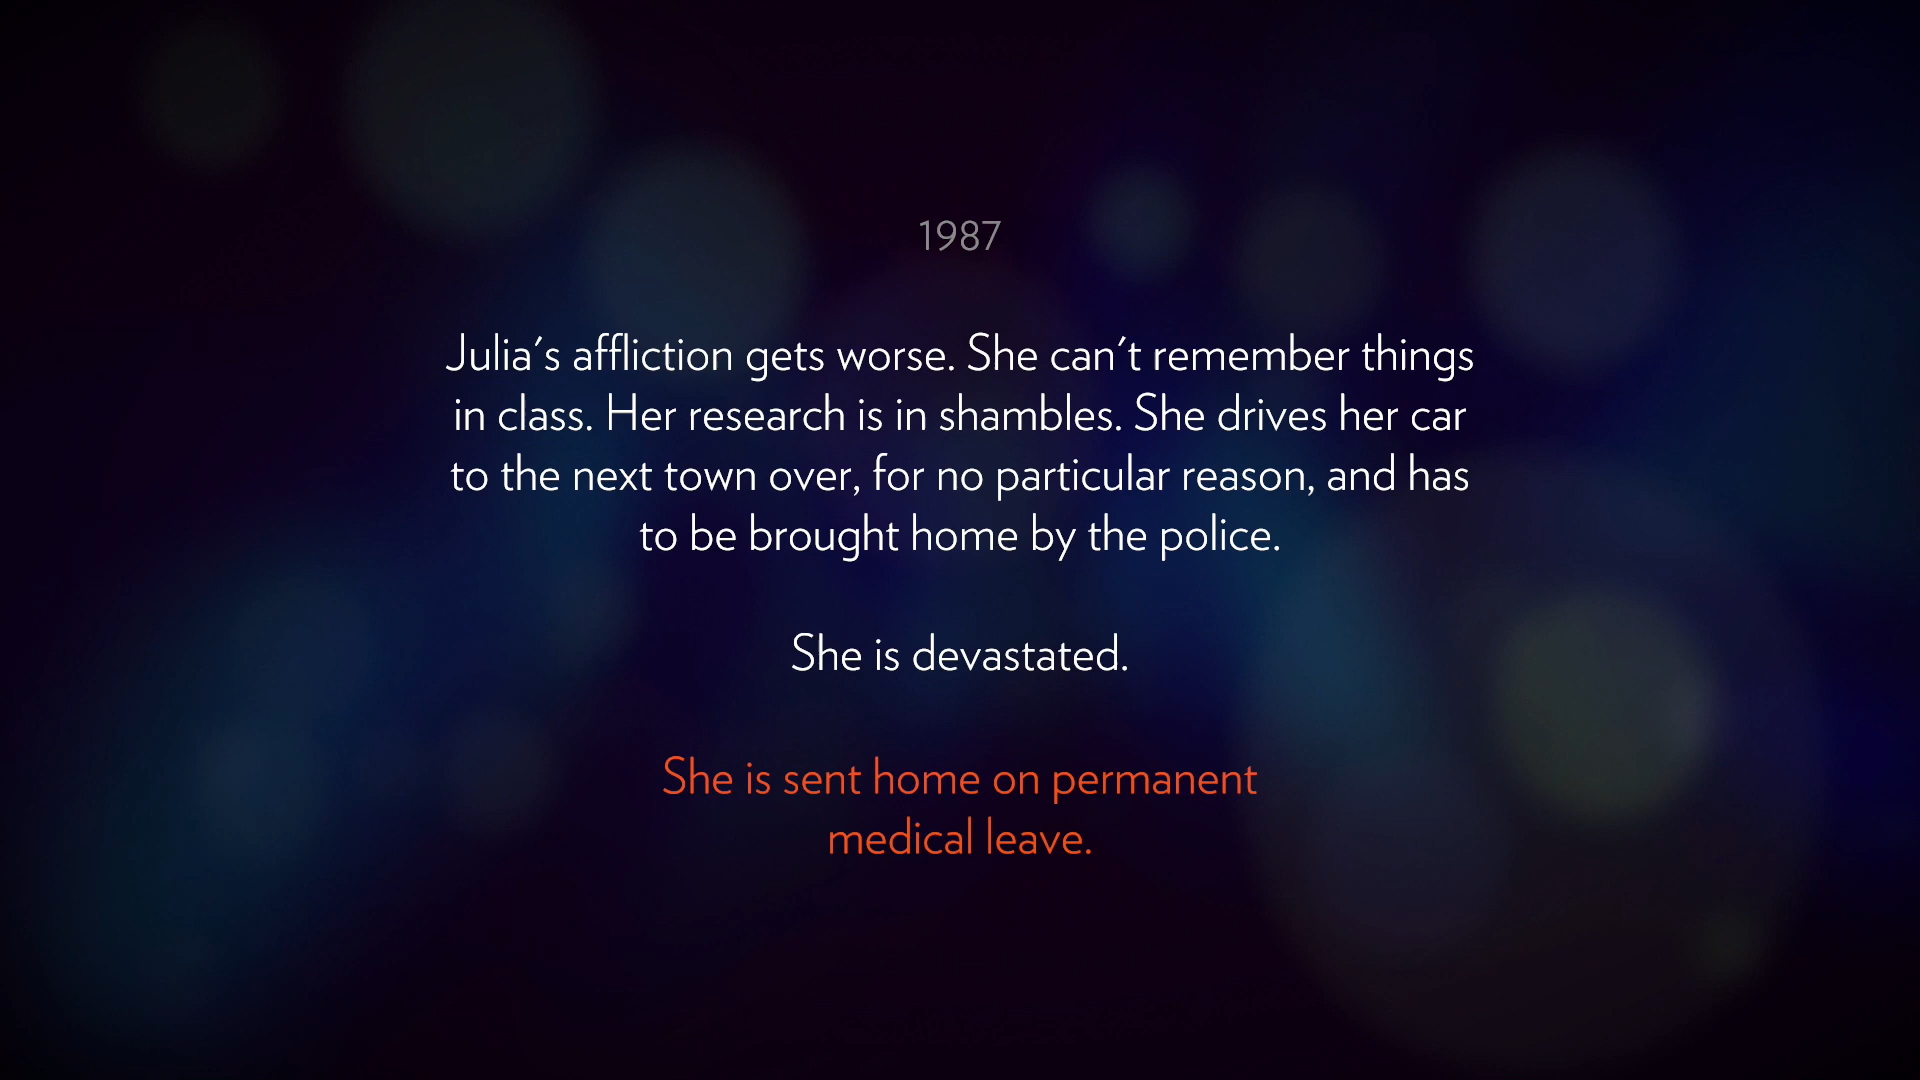 1987
Julia's affliction gets worse. She can't remember things
in class. Her research is in shambles. She drives her car
to the next town over, for no particular reason, and has
to be brought home by the police.
She is devastated.
She is sent home on permanent
medical leave.